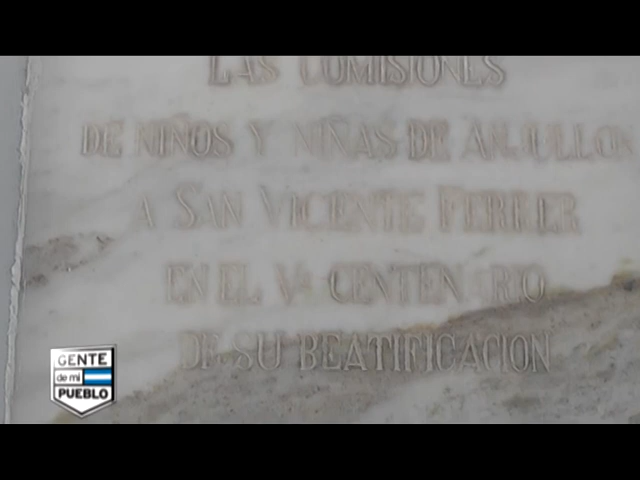 LAS COMISIONES
DE NIÑOS Y NIÑAS DE
A SAN VICENTE FERRER
EN EL Vº CENTENARIO
DE SU BEATIFICACION
GENTE
de mi
PUEBLO